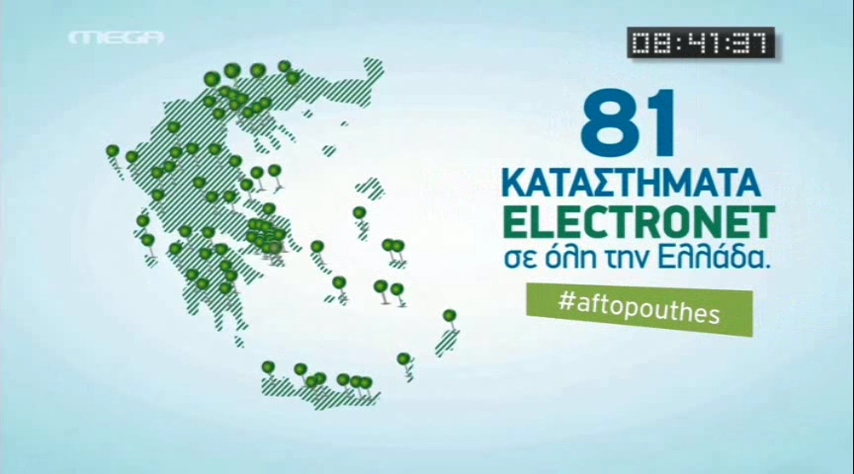 MEGA
08:41:37
81
ΚΑΤΑΣΤΗΜΑΤΑ
ELECTRONET
σε όλη την Ελλάδα.
#aftopouthes